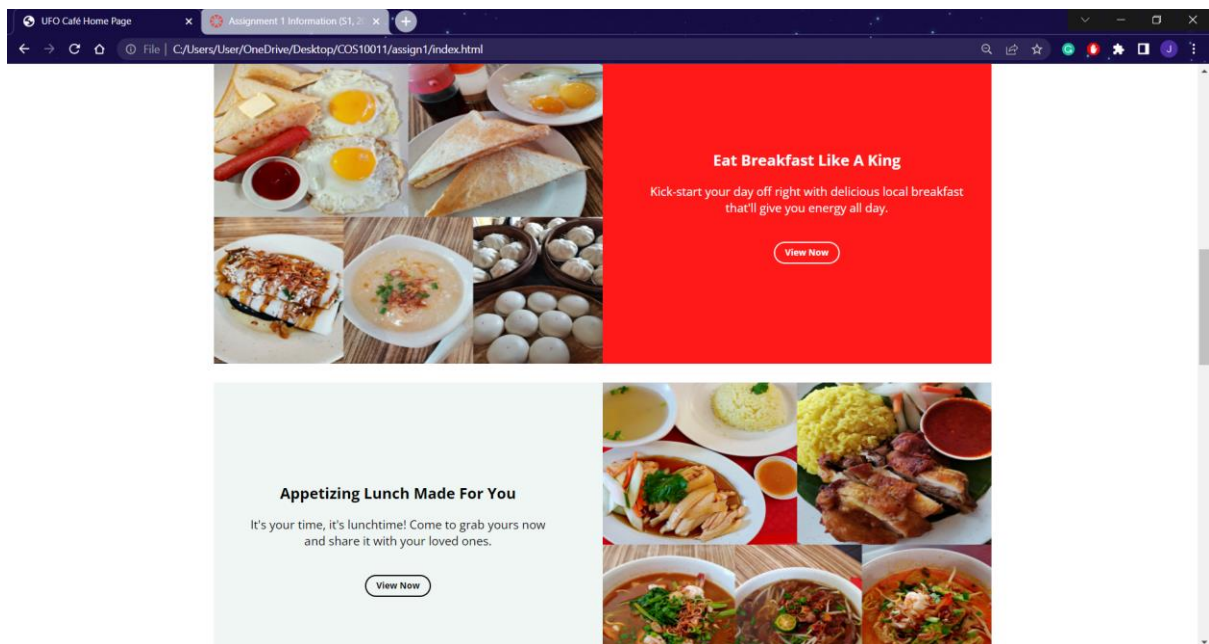 UFO Café Home Page
Assignment 1 Information (S1, 2
File
C:/Users/User/OneDrive/Desktop/COS10011/assign1/index.html
J
Eat Breakfast Like A King
Kick-start your day off right with delicious local breakfast
that'll give you energy all day.
View Now
Appetizing Lunch Made For You
It's your time, it's lunchtime! Come to grab yours now
and share it with your loved ones.
View Now